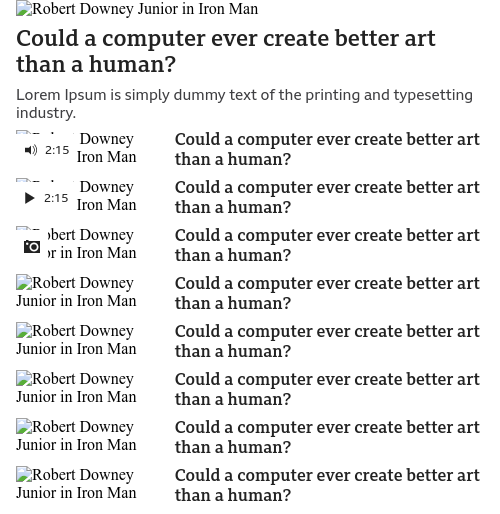 Robert Downey Junior in Iron Man
Could a computer ever create better art
than a human?
Lorem Ipsum is simply dummy text of the printing and typesetting
industry.
Downey
2:15 Iron Man
Could a computer ever create better art
than a human?
Downey
2:15 Iron Man
Could a computer ever create better art
than a human?
bert Downey
or in Iron Man
Could a computer ever create better art
than a human?
Robert Downey
Junior in Iron Man
Could a computer ever create better art
than a human?
Robert Downey
Junior in Iron Man
Could a computer ever create better art
than a human?
Robert Downey
Junior in Iron Man
Could a computer ever create better art
than a human?
Robert Downey
Junior in Iron Man
Could a computer ever create better art
than a human?
Robert Downey
Junior in Iron Man
Could a computer ever create better art
than a human?